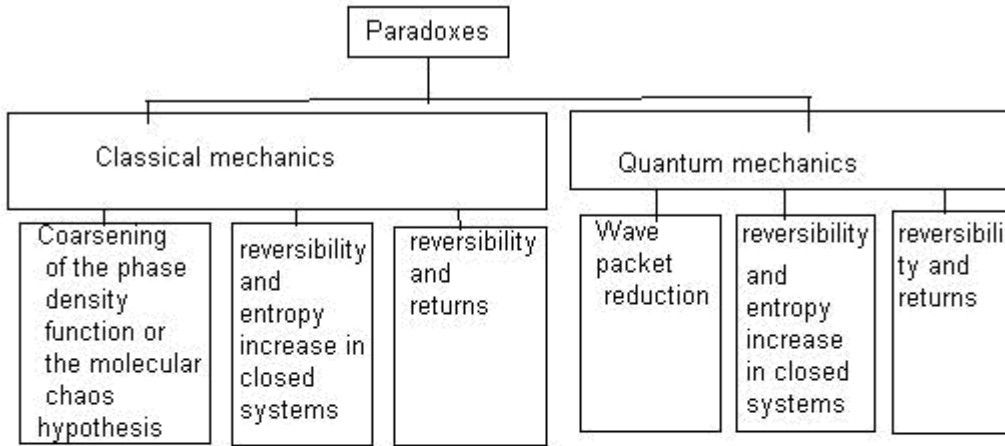 Paradoxes
Classical mechanics
Quantum mechanics
Coarsening
of the phase
density
function or
the molecular
chaos
hypothesis
reversibility
and
entropy
increase in
closed
systems
reversibility
and
returns
Wave
packet
reduction
reversibility
and
entropy
increase
in closed
systems
reversibili
ty and
returns